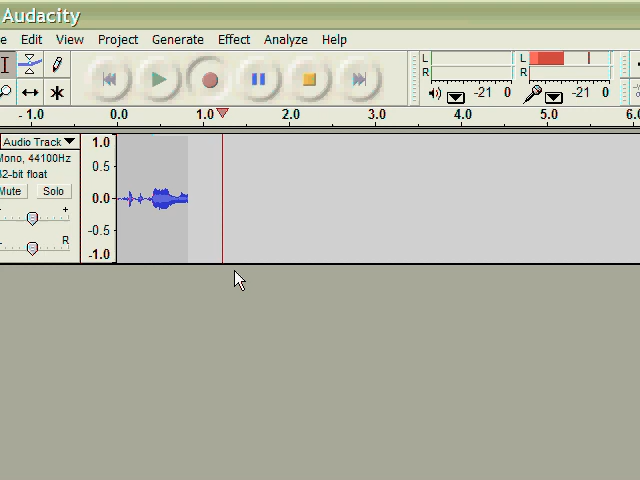 Audacity
e Edit View Project Generate Effect Analyze Help
L
R
-21 0
L
R
-21 0
-1.0 0.0 1.0 2.0 3.0 4.0 5.0 6.0
Audio Track
Mono, 44100Hz
32-bit float
Mute Solo
- +
R
1.0
0.5
0.0
-0.5
-1.0